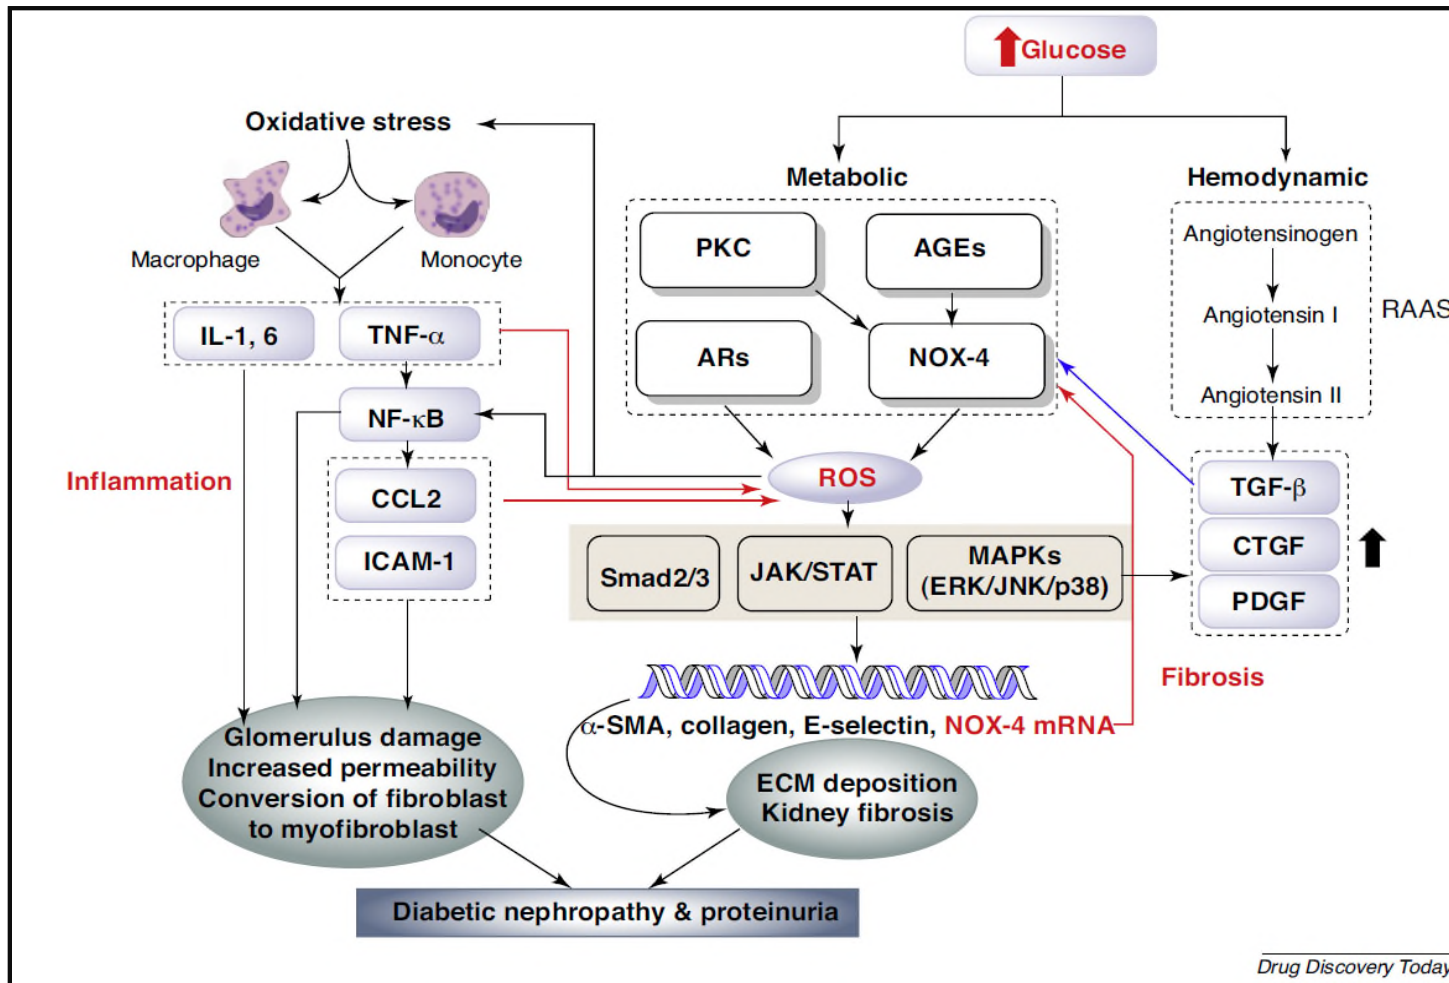 Glucose
Oxidative stress
Metabolic
Hemodynamic
Macrophage
Monocyte
PKC
AGEs
ARs
NOX-4
Angiotensinogen
Angiotensin I
Angiotensin II
RAAS
IL-1, 6
TNF-α
NF-κB
Inflammation
CCL2
ICAM-1
ROS
Smad2/3
JAK/STAT
MAPKs
(ERK/JNK/p38)
TGF-β
CTGF
PDGF
Fibrosis
α-SMA, collagen, E-selectin, NOX-4 mRNA
Glomerulus damage
Increased permeability
Conversion of fibroblast
to myofibroblast
ECM deposition
Kidney fibrosis
Diabetic nephropathy & proteinuria
Drug Discovery Today